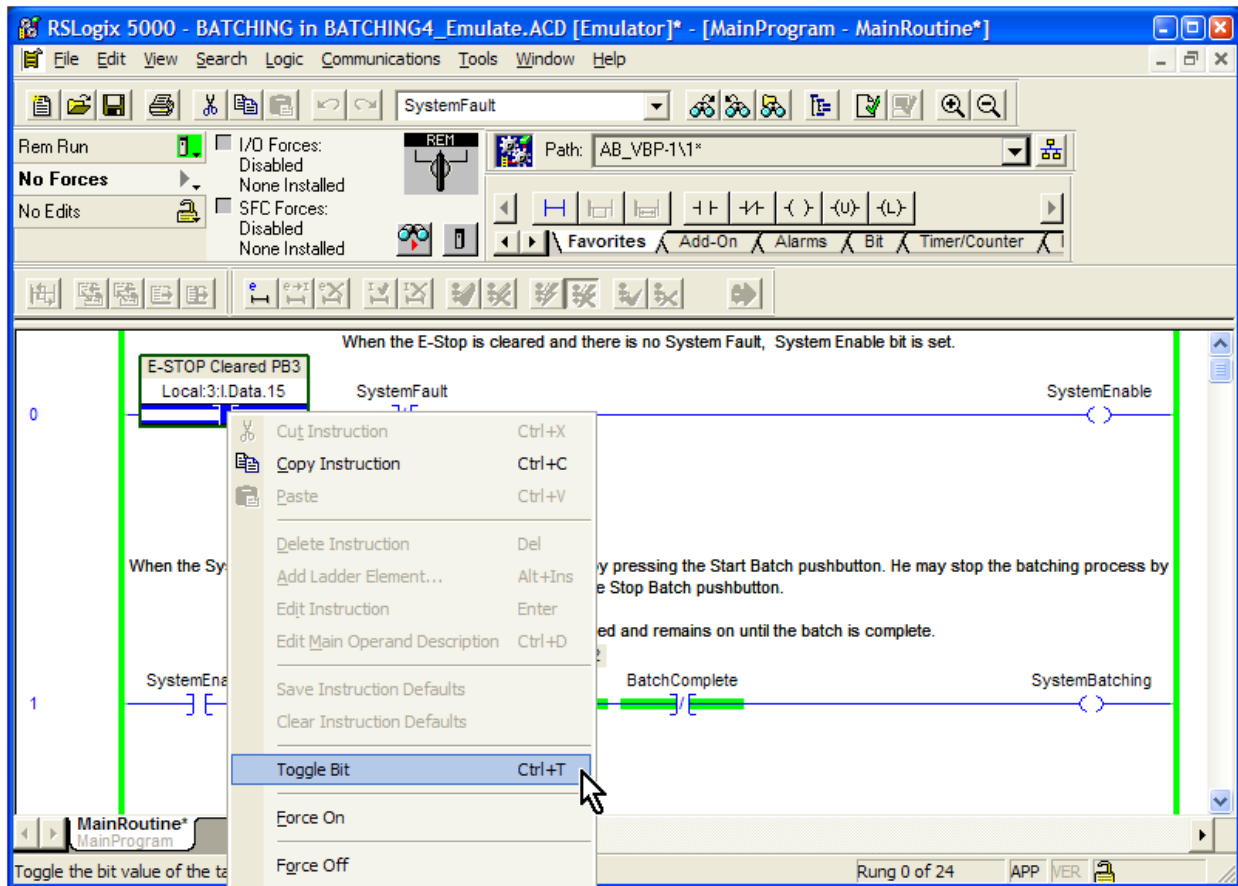 RSLogix 5000 - BATCHING in BATCHING4_Emulate.ACD [Emulator]* - [MainProgram - MainRoutine*]
File Edit View Search Logic Communications Tools Window Help
SystemFault
Rem Run
No Forces
No Edits
I/O Forces:
Disabled
None Installed
SFC Forces:
Disabled
None Installed
REM
Path: AB_VBP-1\1*
Favorites Add-On Alarms Bit Timer/Counter
When the E-Stop is cleared and there is no System Fault, System Enable bit is set.
E-STOP Cleared PB3
Local:3:I.Data.15
SystemFault
SystemEnable
0
Cut Instruction Ctrl+X
Copy Instruction Ctrl+C
Paste Ctrl+V
Delete Instruction Del
Add Ladder Element... Alt+Ins
Edit Instruction Enter
Edit Main Operand Description Ctrl+D
Save Instruction Defaults
Clear Instruction Defaults
Toggle Bit Ctrl+T
Force On
Force Off
When the Sy
y pressing the Start Batch pushbutton. He may stop the batching process by
e Stop Batch pushbutton.
ed and remains on until the batch is complete.
SystemEna
BatchComplete
SystemBatching
1
MainRoutine*
MainProgram
Toggle the bit value of the ta
Rung 0 of 24
APP VER